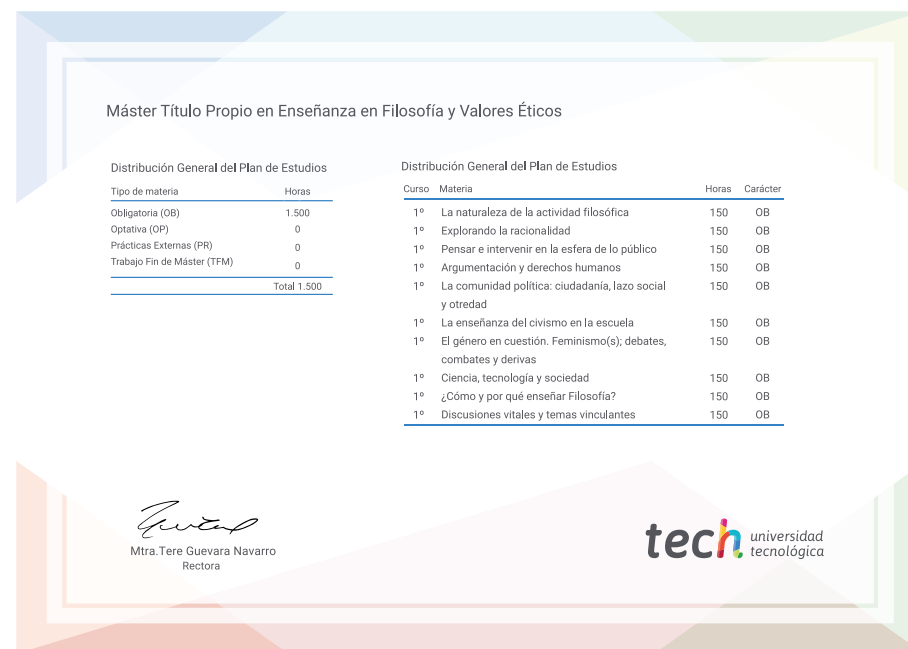 Máster Título Propio en Enseñanza en Filosofía y Valores Éticos
Distribución General del Plan de Estudios
Tipo de materia Horas
Obligatoria (OB) 1.500
Optativa (OP) 0
Prácticas Externas (PR) 0
Trabajo Fin de Máster (TFM) 0
Total 1.500
Distribución General del Plan de Estudios
Curso Materia Horas Carácter
1º La naturaleza de la actividad filosófica 150 OB
1º Explorando la racionalidad 150 OB
1º Pensar e intervenir en la esfera de lo público 150 OB
1º Argumentación y derechos humanos 150 OB
1º La comunidad política: ciudadanía, lazo social 150 OB
y otredad
1º La enseñanza del civismo en la escuela 150 OB
1º El género en cuestión. Feminismo(s); debates, 150 OB
combates y derivas
1º Ciencia, tecnología y sociedad 150 OB
1º ¿Cómo y por qué enseñar Filosofía? 150 OB
1º Discusiones vitales y temas vinculantes 150 OB
Mtra.Tere Guevara Navarro
Rectora
tech universidad
tecnológica